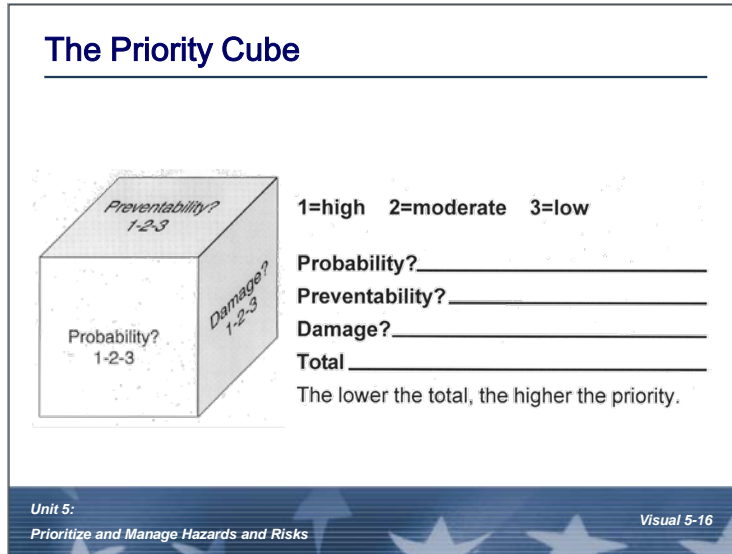 The Priority Cube
Preventability?
1-2-3
Damage?
1-2-3
Probability?
1-2-3
1=high 2=moderate 3=low
Probability?
Preventability?
Damage?
Total
The lower the total, the higher the priority.
Unit 5:
Prioritize and Manage Hazards and Risks
Visual 5-16